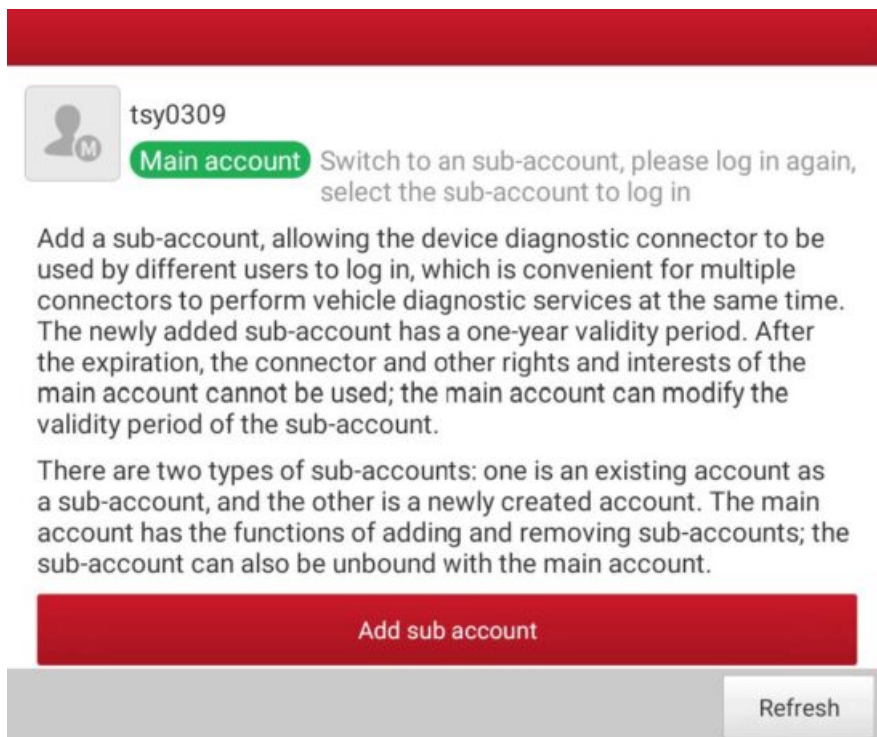 tsy0309
M
Main account
Switch to an sub-account, please log in again,
select the sub-account to log in
Add a sub-account, allowing the device diagnostic connector to be
used by different users to log in, which is convenient for multiple
connectors to perform vehicle diagnostic services at the same time.
The newly added sub-account has a one-year validity period. After
the expiration, the connector and other rights and interests of the
main account cannot be used; the main account can modify the
validity period of the sub-account.
There are two types of sub-accounts: one is an existing account as
a sub-account, and the other is a newly created account. The main
account has the functions of adding and removing sub-accounts; the
sub-account can also be unbound with the main account.
Add sub account
Refresh